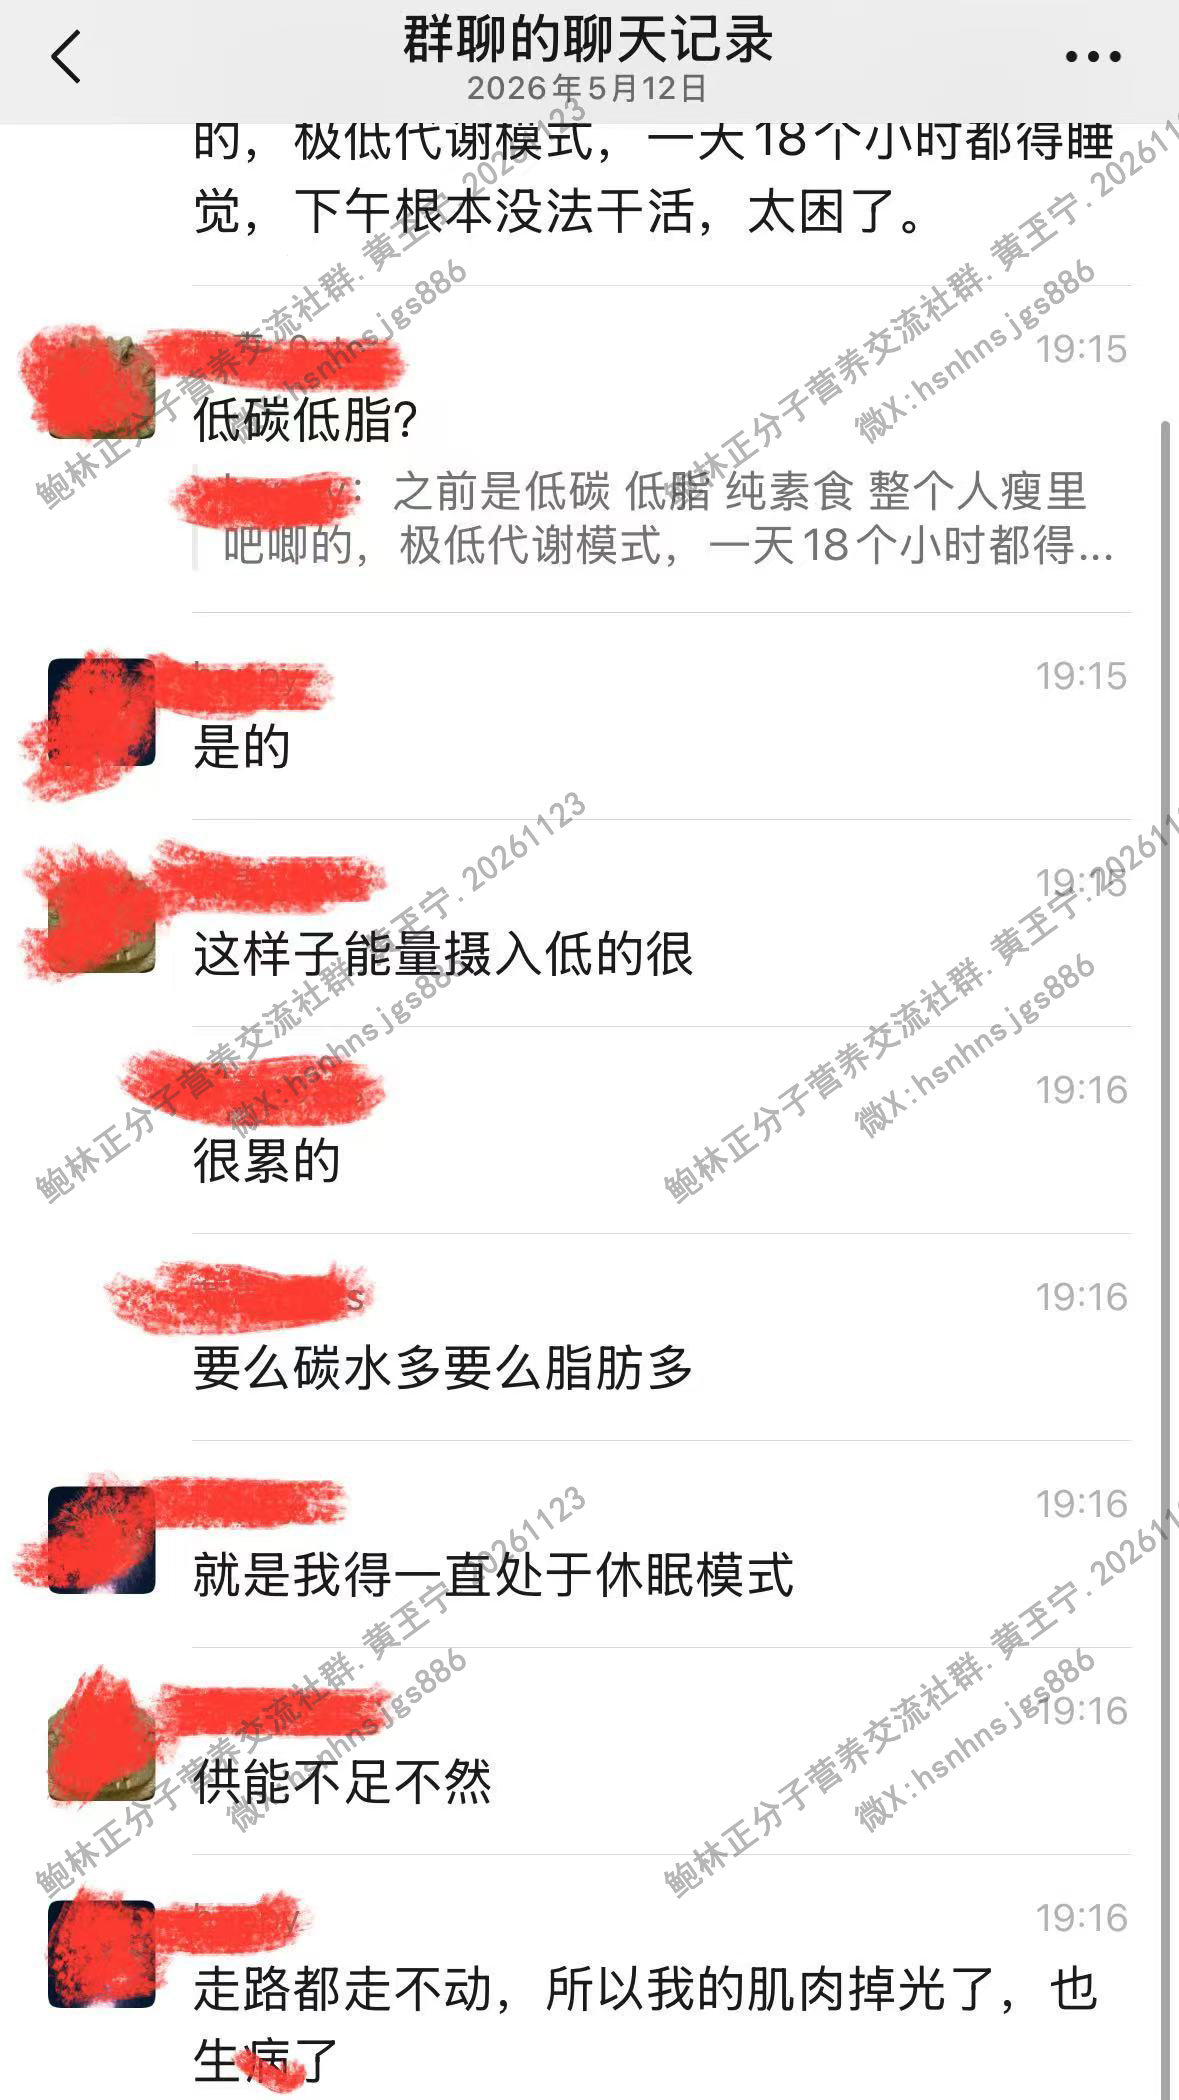 群聊的聊天记录
2026年5月12日
的，极低代谢模式，一天18个小时都得睡
觉，下午根本没法干活，太困了。
19:15
低碳低脂?
之前是低碳 低脂 纯素食 整个人瘦里
吧唧的，极低代谢模式，一天18个小时都得...
19:15
是的
19:15
这样子能量摄入低的很
19:16
很累的
19:16
要么碳水多要么脂肪多
19:16
就是我得一直处于休眠模式
19:16
供能不足不然
19:16
走路都走不动，所以我的肌肉掉光了，也
生病了
鲍林正分子营养交流社群.黄玉宁.20261123
微X:hsnhnsjgs886